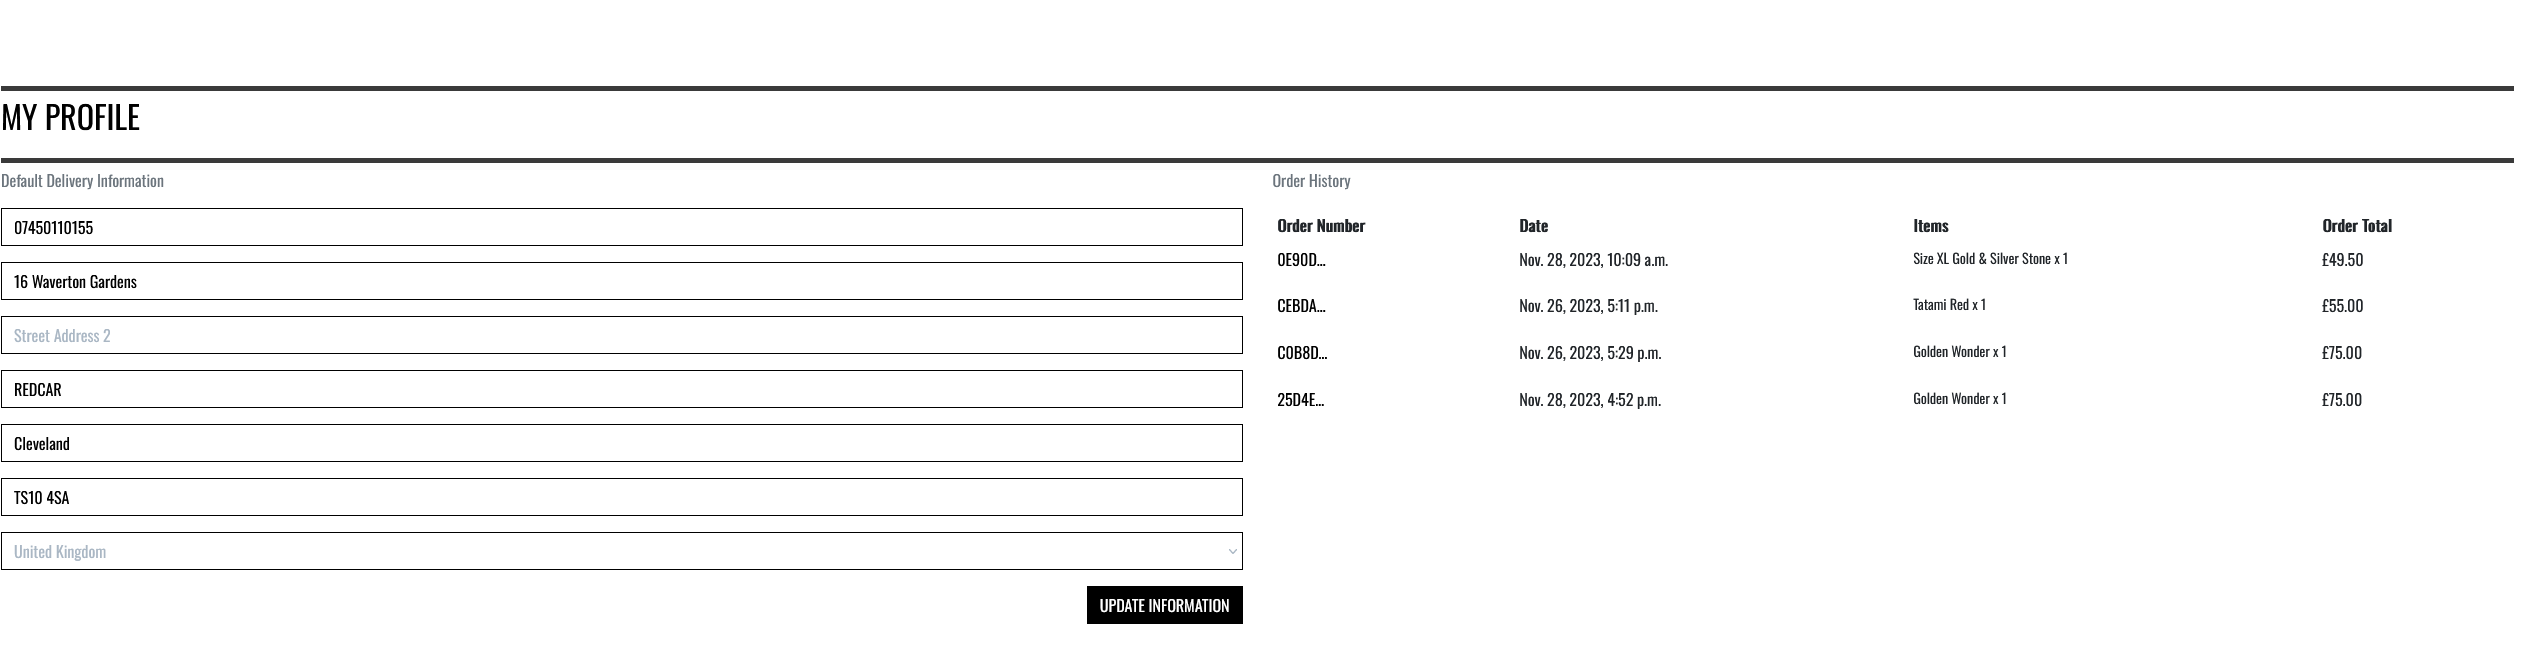 MY PROFILE
Default Delivery Information
07450110155
16 Waverton Gardens
Street Address 2
REDCAR
Cleveland
TS10 4SA
United Kingdom
UPDATE INFORMATION
Order History
Order Number Date Items Order Total
0E90D... Nov. 28, 2023, 10:09 a.m. Size XL Gold & Silver Stone x 1 £49.50
CEBDA... Nov. 26, 2023, 5:11 p.m. Tatami Red x 1 £55.00
C0B8D... Nov. 26, 2023, 5:29 p.m. Golden Wonder x 1 £75.00
25D4E... Nov. 28, 2023, 4:52 p.m. Golden Wonder x 1 £75.00